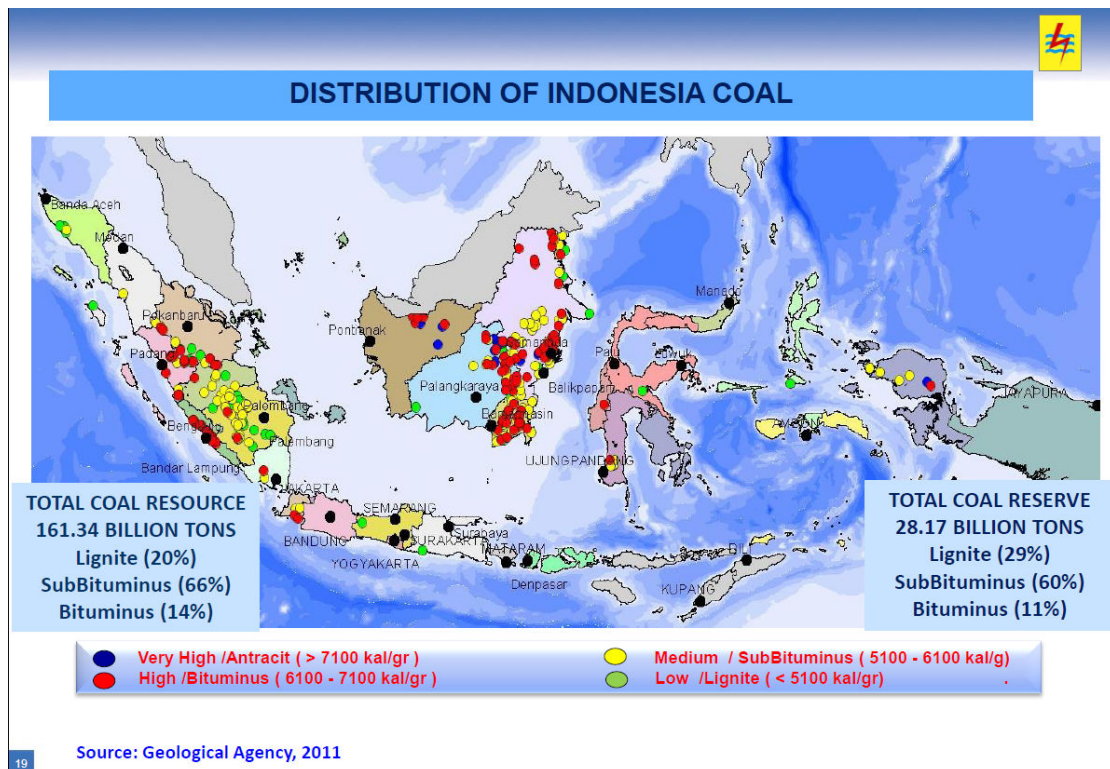 DISTRIBUTION OF INDONESIA COAL
Banda Aceh
Medan
Manado
Pekanbaru
Pontianak
Samarinda
Padang
Palu
Luwuk
Palangkaraya
Balikpapan
JAYAPURA
Palembang
Banjarmasin
Bengkulu
Palembang
AMBON
Bandar Lampung
UJUNGPANDANG
JAKARTA
SEMARANG
Surabaya
BANDUNG
SURAKARTA
MATARAM
YOGYAKARTA
Denpasar
KUPANG
TOTAL COAL RESOURCE
161.34 BILLION TONS
Lignite (20%)
SubBituminus (66%)
Bituminus (14%)
TOTAL COAL RESERVE
28.17 BILLION TONS
Lignite (29%)
SubBituminus (60%)
Bituminus (11%)
Very High /Antracit ( > 7100 kal/gr )
High /Bituminus ( 6100 - 7100 kal/gr )
Medium / SubBituminus ( 5100 - 6100 kal/g)
Low /Lignite ( < 5100 kal/gr) .
Source: Geological Agency, 2011
19